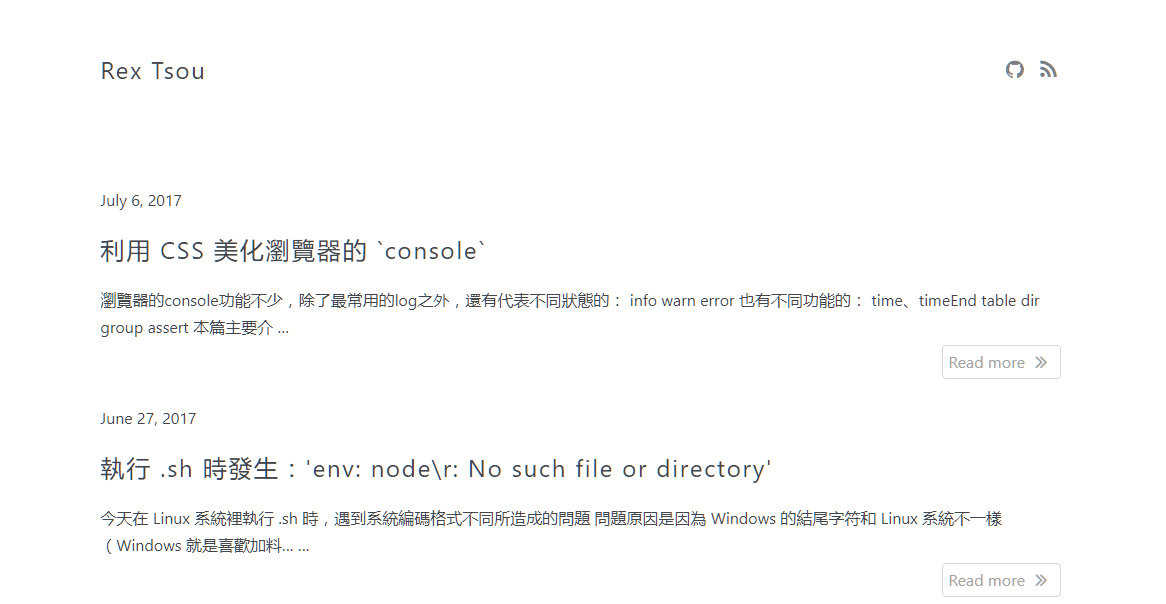 Rex Tsou
July 6, 2017
利用 CSS 美化瀏覽器的 `console`
瀏覽器的console功能不少，除了最常用的log之外，還有代表不同狀態的： info warn error 也有不同功能的： time、timeEnd table dir
group assert 本篇主要介 ...
Read more
June 27, 2017
執行 .sh 時發生：'env: node\r: No such file or directory'
今天在 Linux 系統裡執行 .sh 時，遇到系統編碼格式不同所造成的問題 問題原因是因為 Windows 的結尾字符和 Linux 系統不一樣
（Windows 就是喜歡加料... ...
Read more